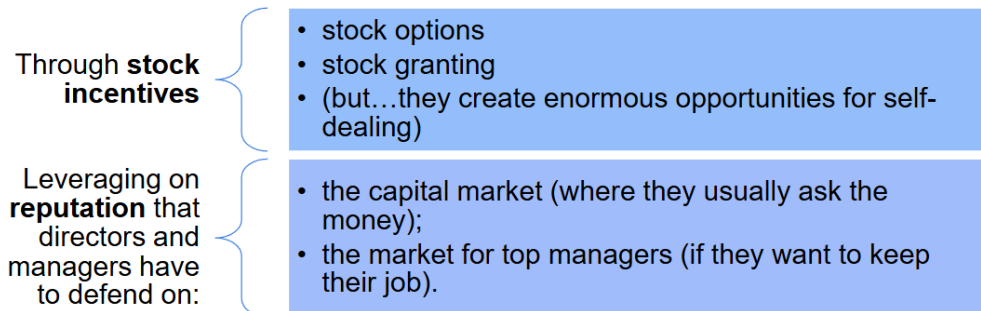 Through stock
incentives
• stock options
• stock granting
• (but…they create enormous opportunities for self-
dealing)
Leveraging on
reputation that
directors and
managers have
to defend on:
• the capital market (where they usually ask the
money);
• the market for top managers (if they want to keep
their job).